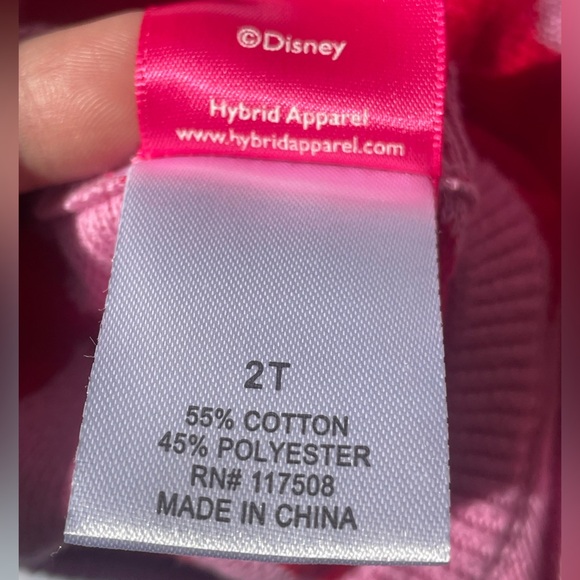 ©Disney
Hybrid Apparel
www.hybridapparel.com
2T
55% COTTON
45% POLYESTER
RN# 117508
MADE IN CHINA